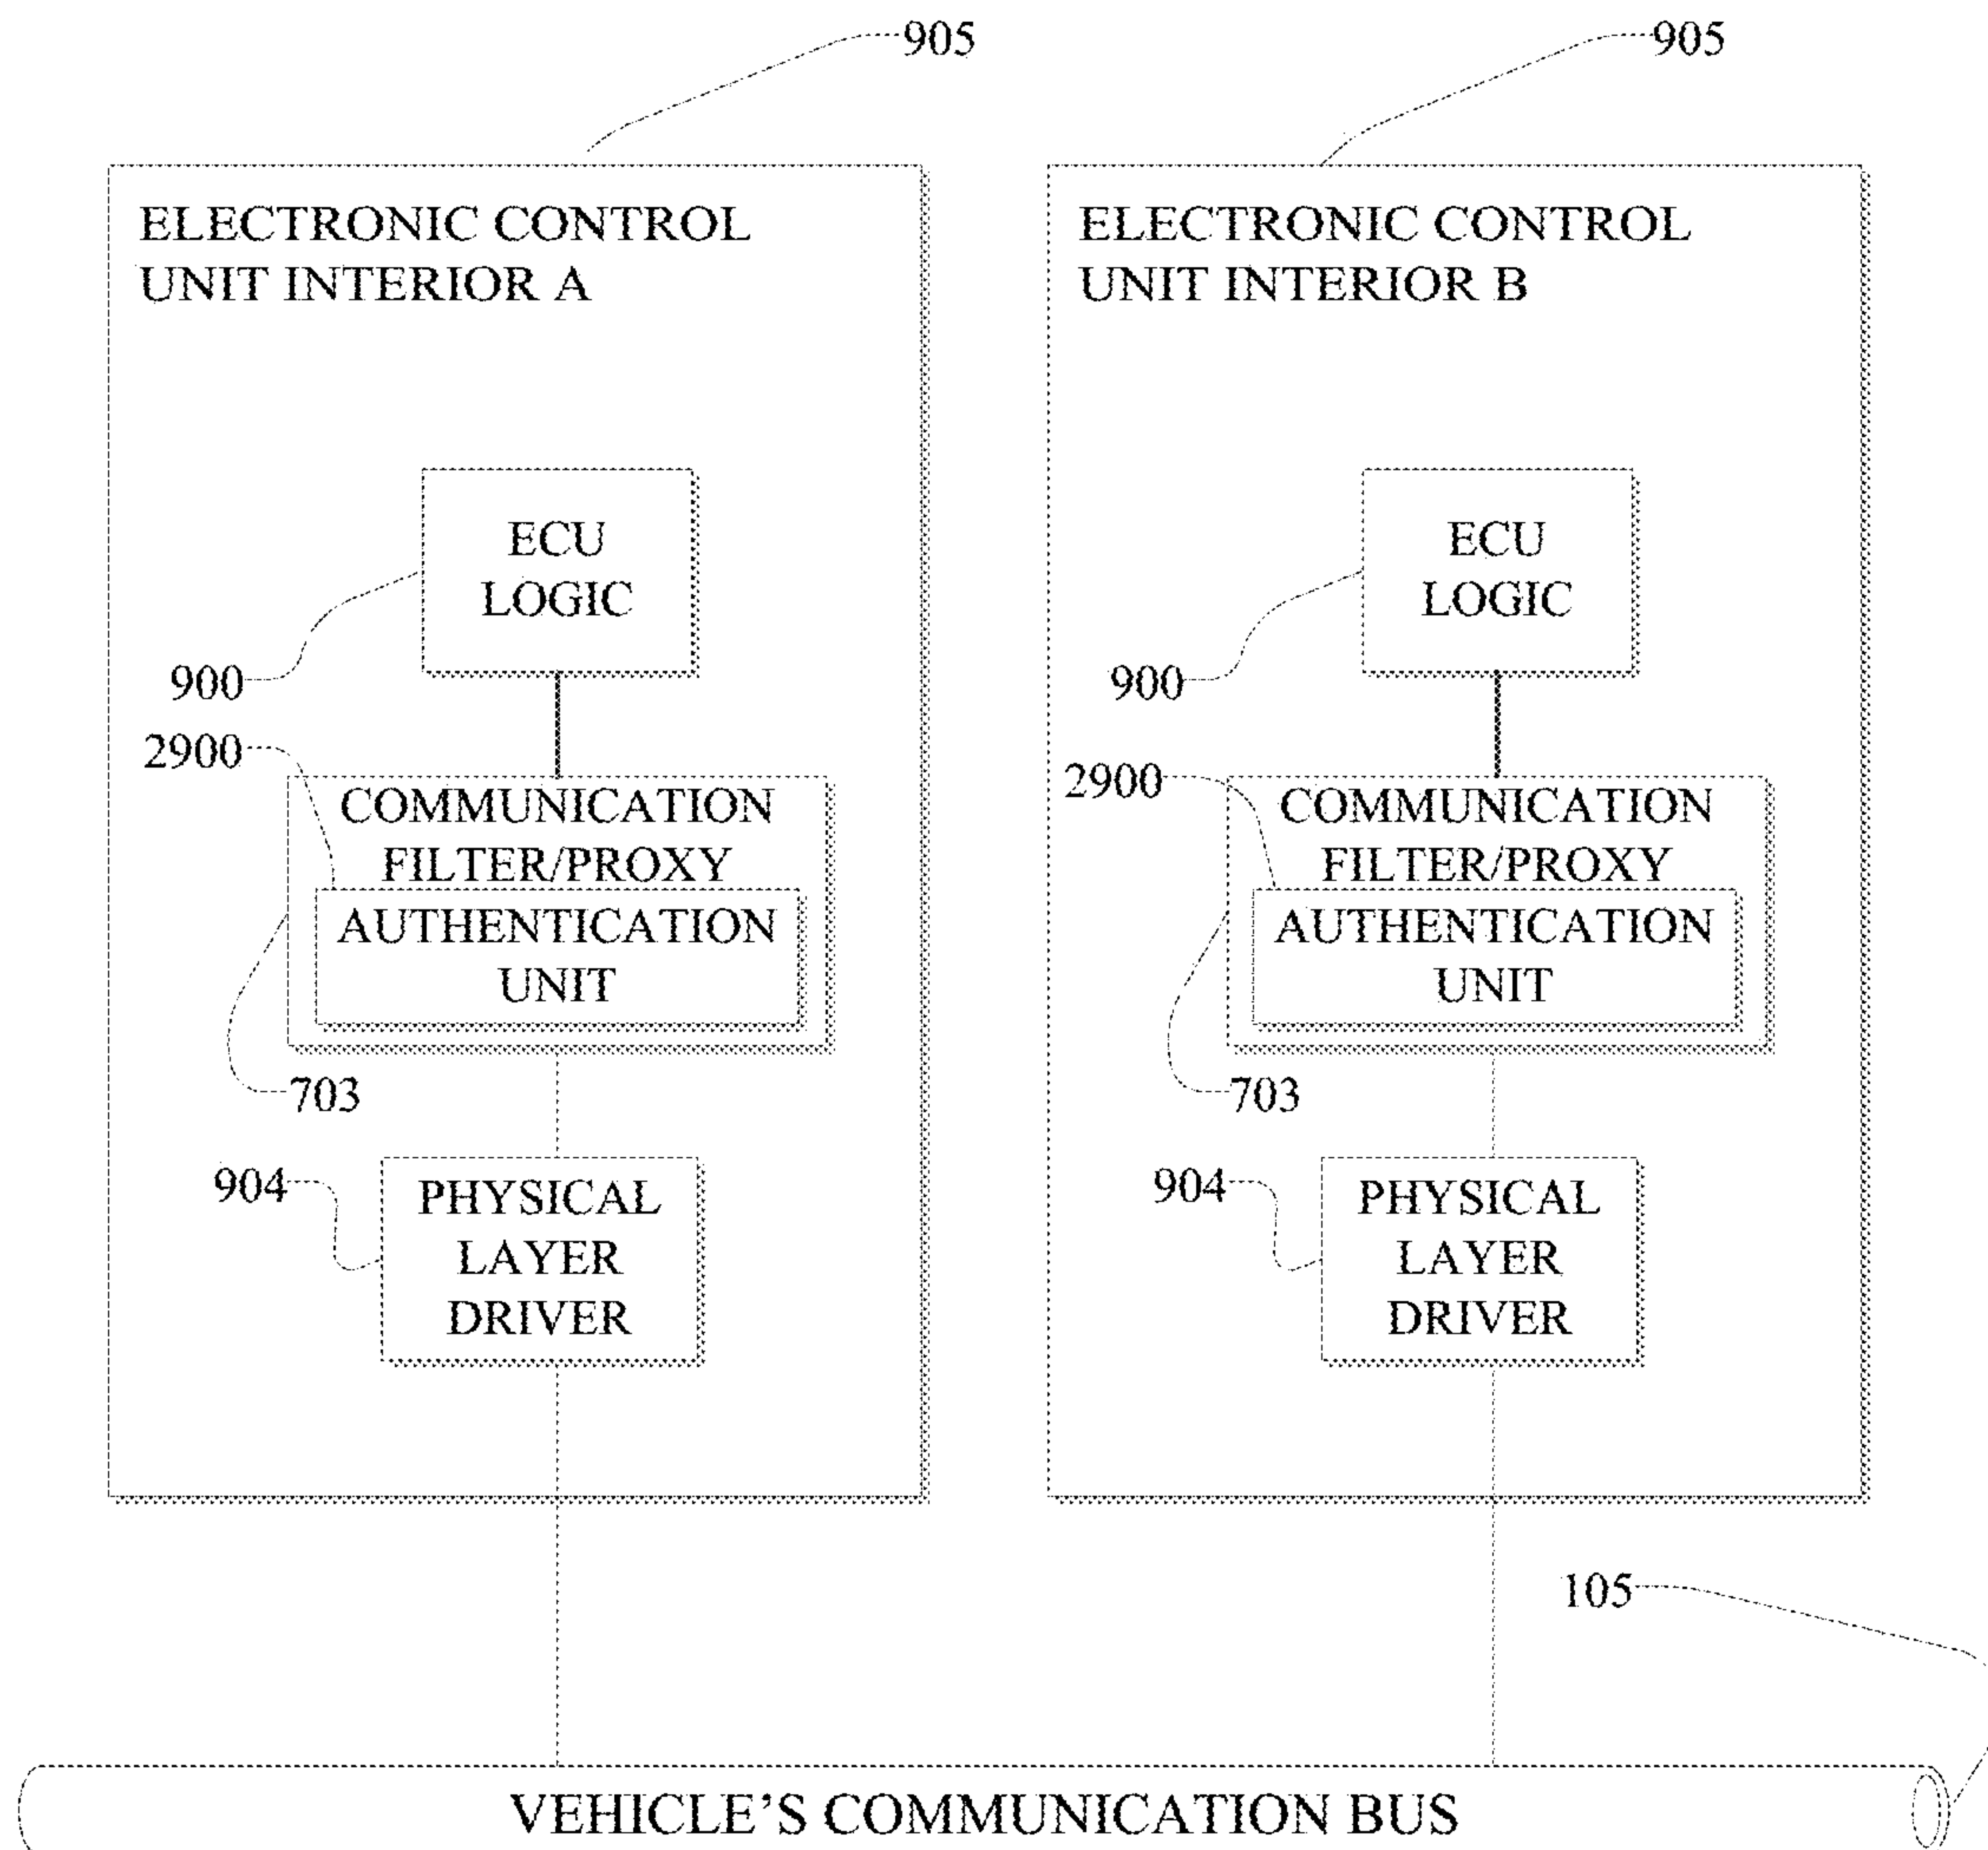 905
905
ELECTRONIC CONTROL
UNIT INTERIOR A
ELECTRONIC CONTROL
UNIT INTERIOR B
ECU
LOGIC
900
ECU
LOGIC
900
2900
COMMUNICATION
FILTER/PROXY
AUTHENTICATION
UNIT
703
2900
COMMUNICATION
FILTER/PROXY
AUTHENTICATION
UNIT
703
904
PHYSICAL
LAYER
DRIVER
904
PHYSICAL
LAYER
DRIVER
105
VEHICLE’S COMMUNICATION BUS